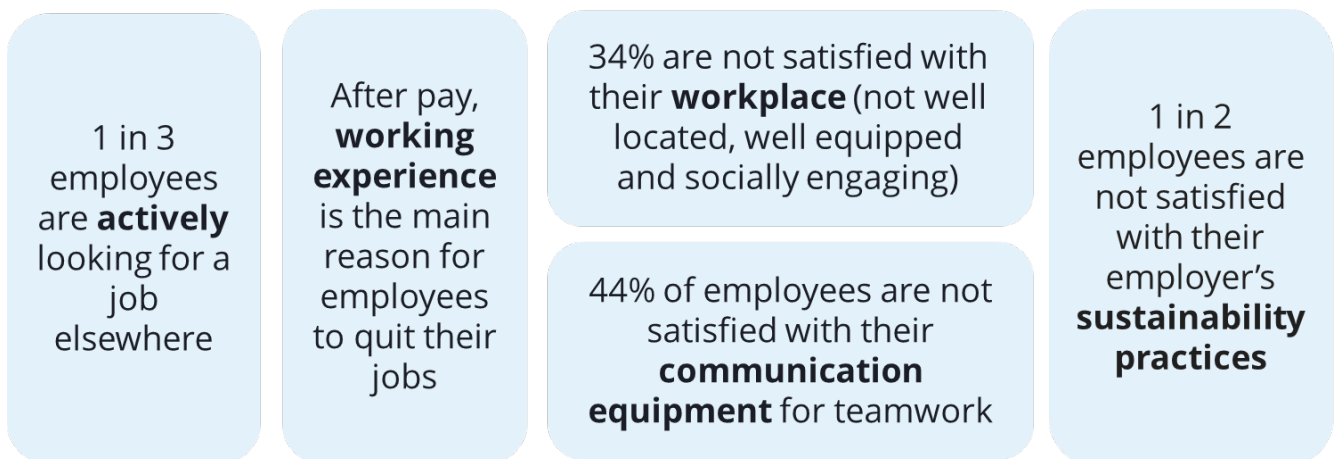 1 in 3
employees
are actively
looking for a
job
elsewhere
After pay,
working
experience
is the main
reason for
employees
to quit their
jobs
34% are not satisfied with
their workplace (not well
located, well equipped
and socially engaging)
44% of employees are not
satisfied with their
communication
equipment for teamwork
1 in 2
employees are
not satisfied
with their
employer’s
sustainability
practices